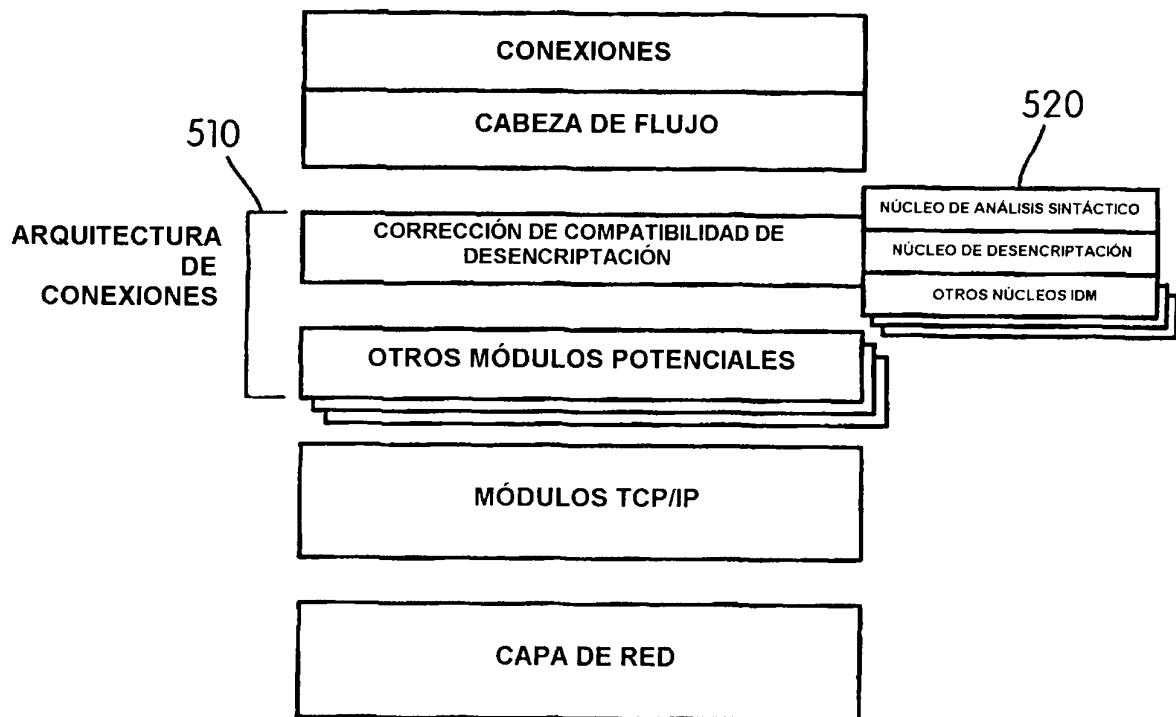 CONEXIONES
CABEZA DE FLUJO
510
520
ARQUITECTURA
DE
CONEXIONES
CORRECCIÓN DE COMPATIBILIDAD DE
DESENCRIPTACIÓN
NÚCLEO DE ANÁLISIS SINTÁCTICO
NÚCLEO DE DESENCRIPTACIÓN
OTROS NÚCLEOS IDM
OTROS MÓDULOS POTENCIALES
MÓDULOS TCP/IP
CAPA DE RED